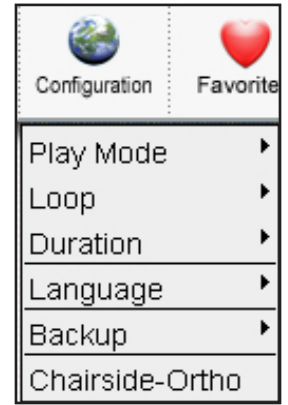 Configuration Favorite
Play Mode
Loop
Duration
Language
Backup
Chairside-Ortho